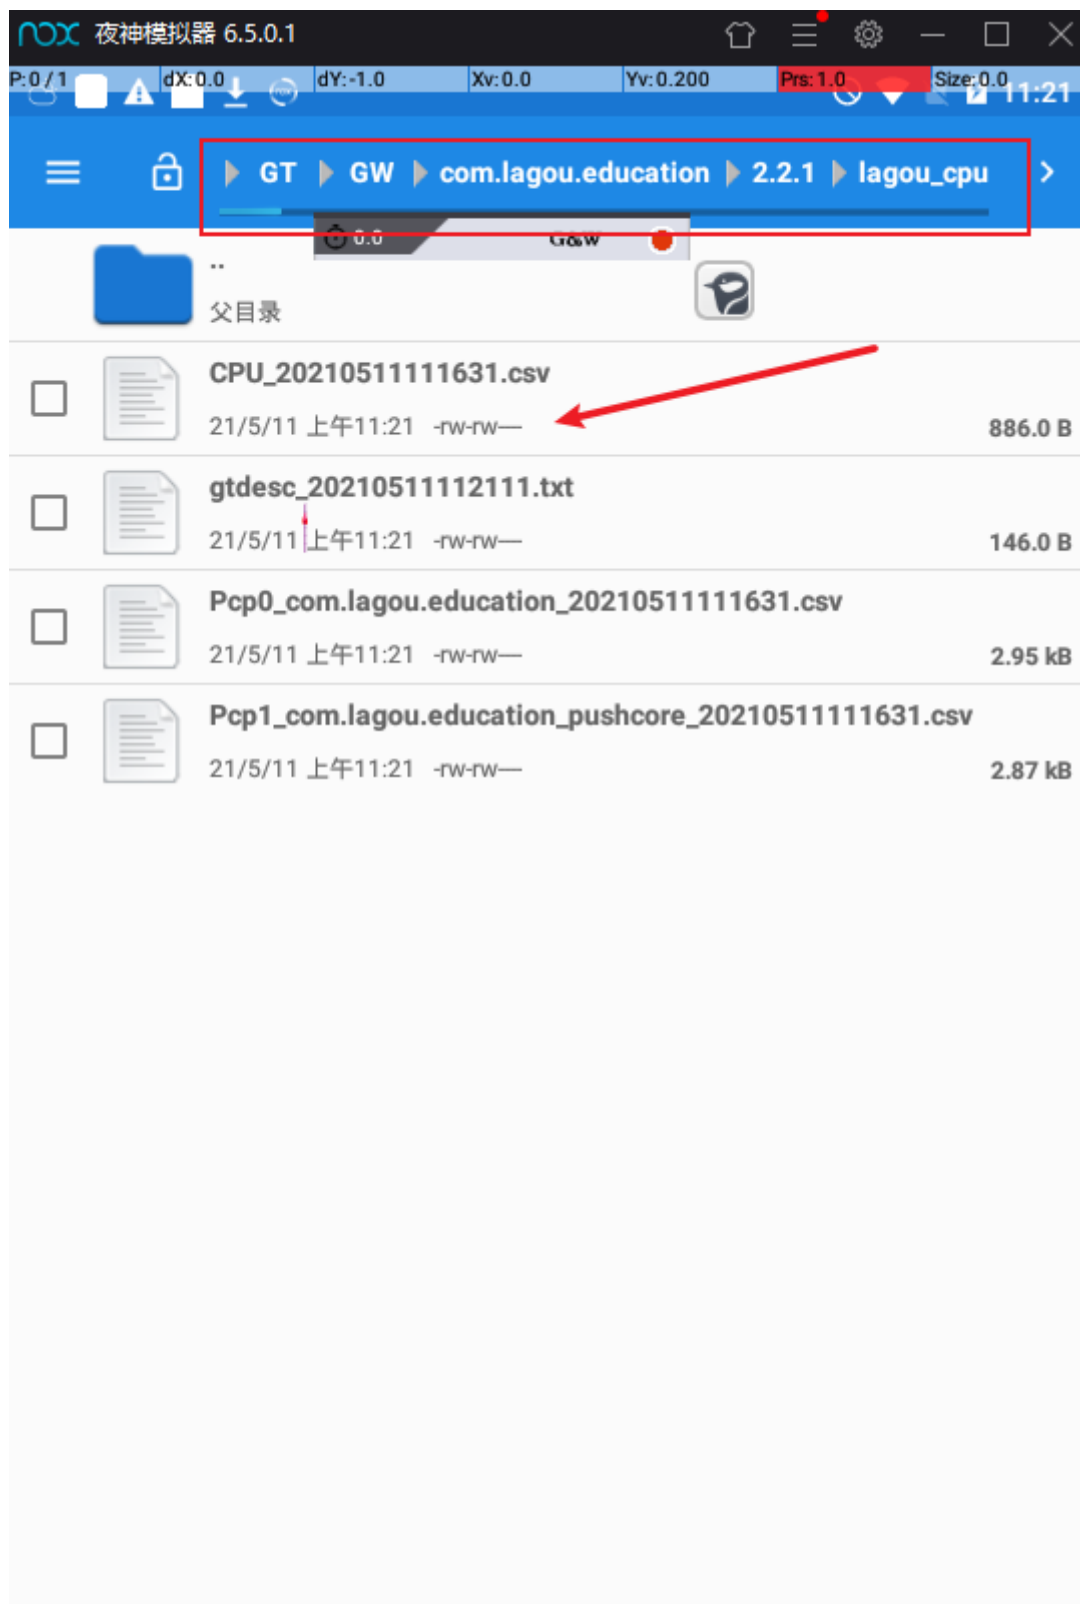 nox 夜神模拟器 6.5.0.1
P: 0 / 1 dX: 0.0 dY: -1.0 Xv: 0.0 Yv: 0.200 Prs: 1.0 Size: 0.0
11:21
GT GW com.lagou.education 2.2.1 lagou_cpu
0.0 G&W
..
父目录
CPU_20210511111631.csv
21/5/11 上午11:21 -rw-rw—
886.0 B
gtdesc_20210511112111.txt
21/5/11 上午11:21 -rw-rw—
146.0 B
Pcp0_com.lagou.education_20210511111631.csv
21/5/11 上午11:21 -rw-rw—
2.95 kB
Pcp1_com.lagou.education_pushcore_20210511111631.csv
21/5/11 上午11:21 -rw-rw—
2.87 kB